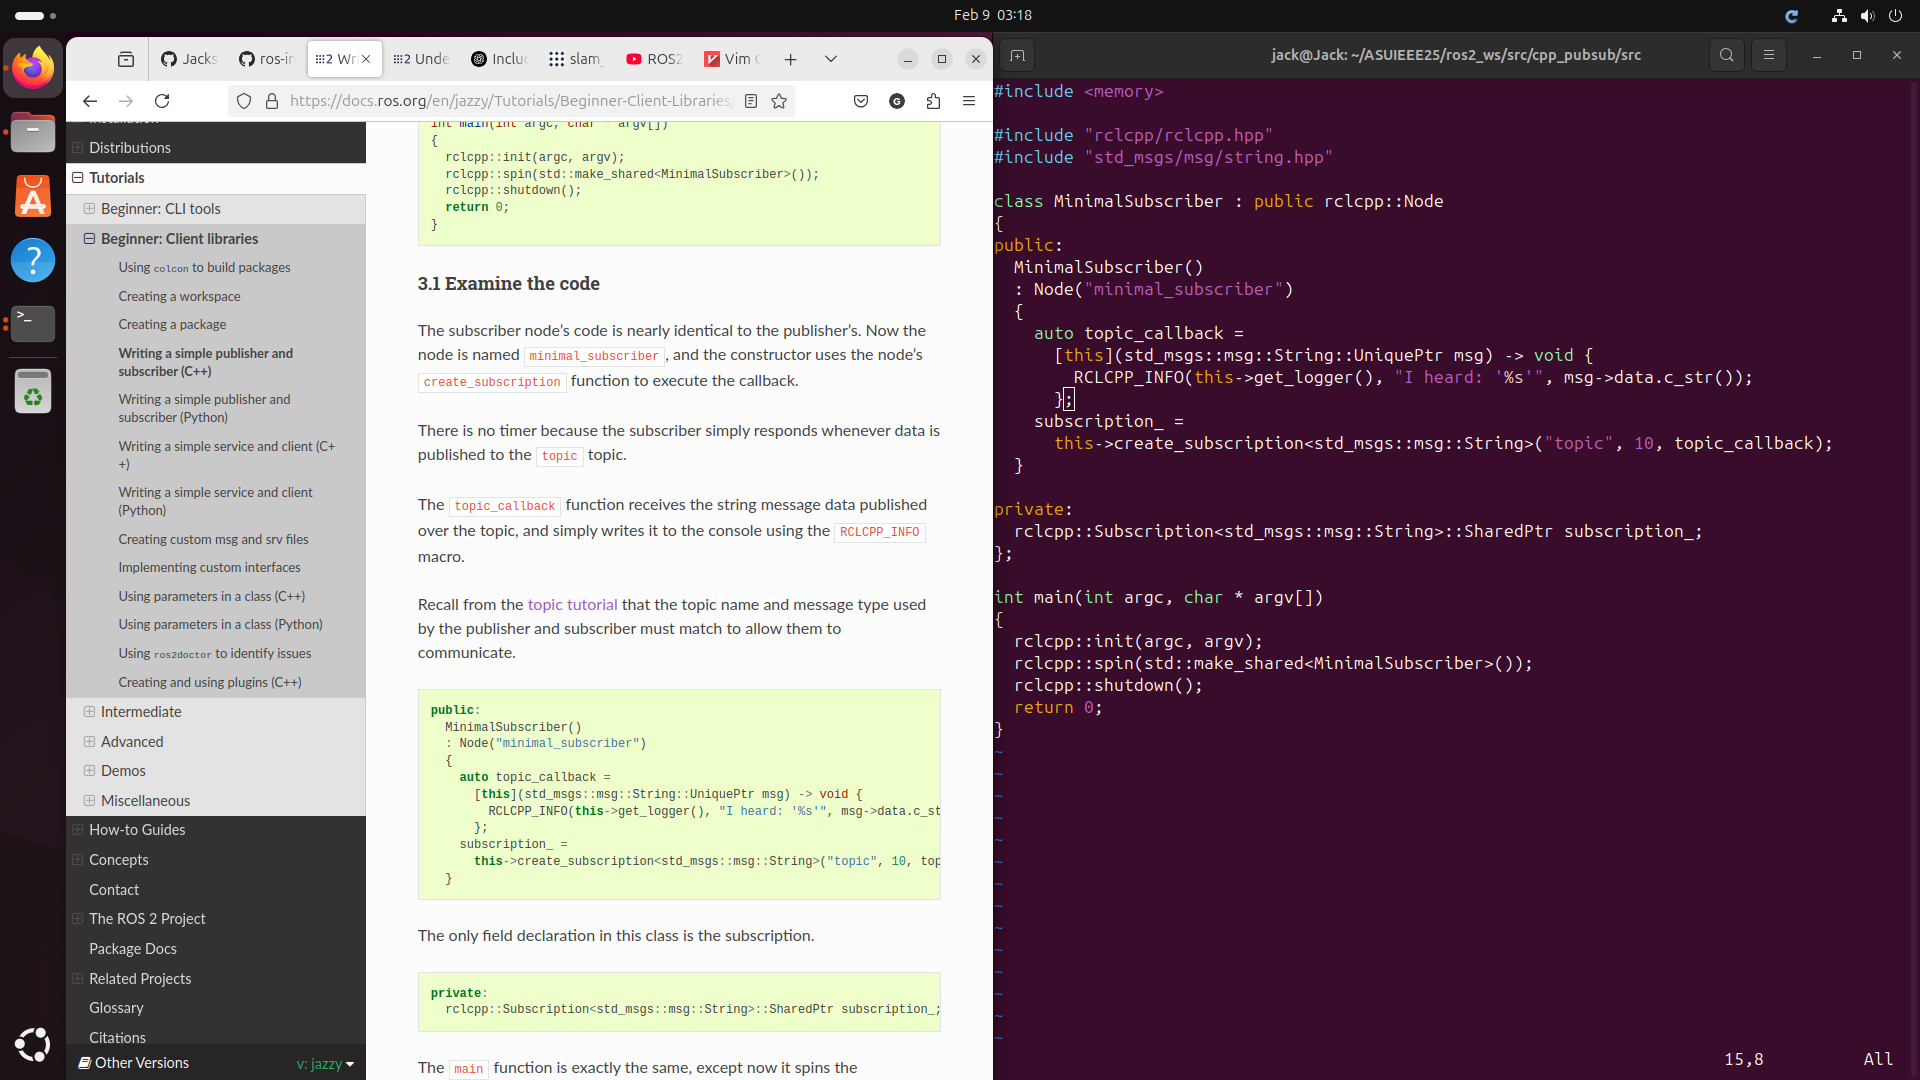 Feb 9 03:18
Jacks
ros-in
Wri
Unde
Includ
slam_
ROS2
Vim C
https://docs.ros.org/en/jazzy/Tutorials/Beginner-Client-Libraries/
Distributions
Tutorials
Beginner: CLI tools
Beginner: Client libraries
Using colcon to build packages
Creating a workspace
Creating a package
Writing a simple publisher and
subscriber (C++)
Writing a simple publisher and
subscriber (Python)
Writing a simple service and client (C+
+)
Writing a simple service and client
(Python)
Creating custom msg and srv files
Implementing custom interfaces
Using parameters in a class (C++)
Using parameters in a class (Python)
Using ros2doctor to identify issues
Creating and using plugins (C++)
Intermediate
Advanced
Demos
Miscellaneous
How-to Guides
Concepts
Contact
The ROS 2 Project
Package Docs
Related Projects
Glossary
Citations
Other Versions
v: jazzy
int main(int argc, char * argv[])
{
rclcpp::init(argc, argv);
rclcpp::spin(std::make_shared<MinimalSubscriber>());
rclcpp::shutdown();
return 0;
}
3.1 Examine the code
The subscriber node’s code is nearly identical to the publisher’s. Now the
node is named minimal_subscriber, and the constructor uses the node’s
create_subscription function to execute the callback.
There is no timer because the subscriber simply responds whenever data is
published to the topic topic.
The topic_callback function receives the string message data published
over the topic, and simply writes it to the console using the RCLCPP_INFO
macro.
Recall from the topic tutorial that the topic name and message type used
by the publisher and subscriber must match to allow them to
communicate.
public:
MinimalSubscriber()
: Node("minimal_subscriber")
{
auto topic_callback =
[this](std_msgs::msg::String::UniquePtr msg) -> void {
RCLCPP_INFO(this->get_logger(), "I heard: '%s'", msg->data.c_st
};
subscription_ =
this->create_subscription<std_msgs::msg::String>("topic", 10, top
}
The only field declaration in this class is the subscription.
private:
rclcpp::Subscription<std_msgs::msg::String>::SharedPtr subscription_;
The main function is exactly the same, except now it spins the
jack@Jack: ~/ASUIEEE25/ros2_ws/src/cpp_pubsub/src
#include <memory>
#include "rclcpp/rclcpp.hpp"
#include "std_msgs/msg/string.hpp"
class MinimalSubscriber : public rclcpp::Node
{
public:
MinimalSubscriber()
: Node("minimal_subscriber")
{
auto topic_callback =
[this](std_msgs::msg::String::UniquePtr msg) -> void {
RCLCPP_INFO(this->get_logger(), "I heard: '%s'", msg->data.c_str());
};
subscription_ =
this->create_subscription<std_msgs::msg::String>("topic", 10, topic_callback);
}
private:
rclcpp::Subscription<std_msgs::msg::String>::SharedPtr subscription_;
};
int main(int argc, char * argv[])
{
rclcpp::init(argc, argv);
rclcpp::spin(std::make_shared<MinimalSubscriber>());
rclcpp::shutdown();
return 0;
}
~
~
~
~
~
~
~
~
~
~
~
~
~
~
15,8 All